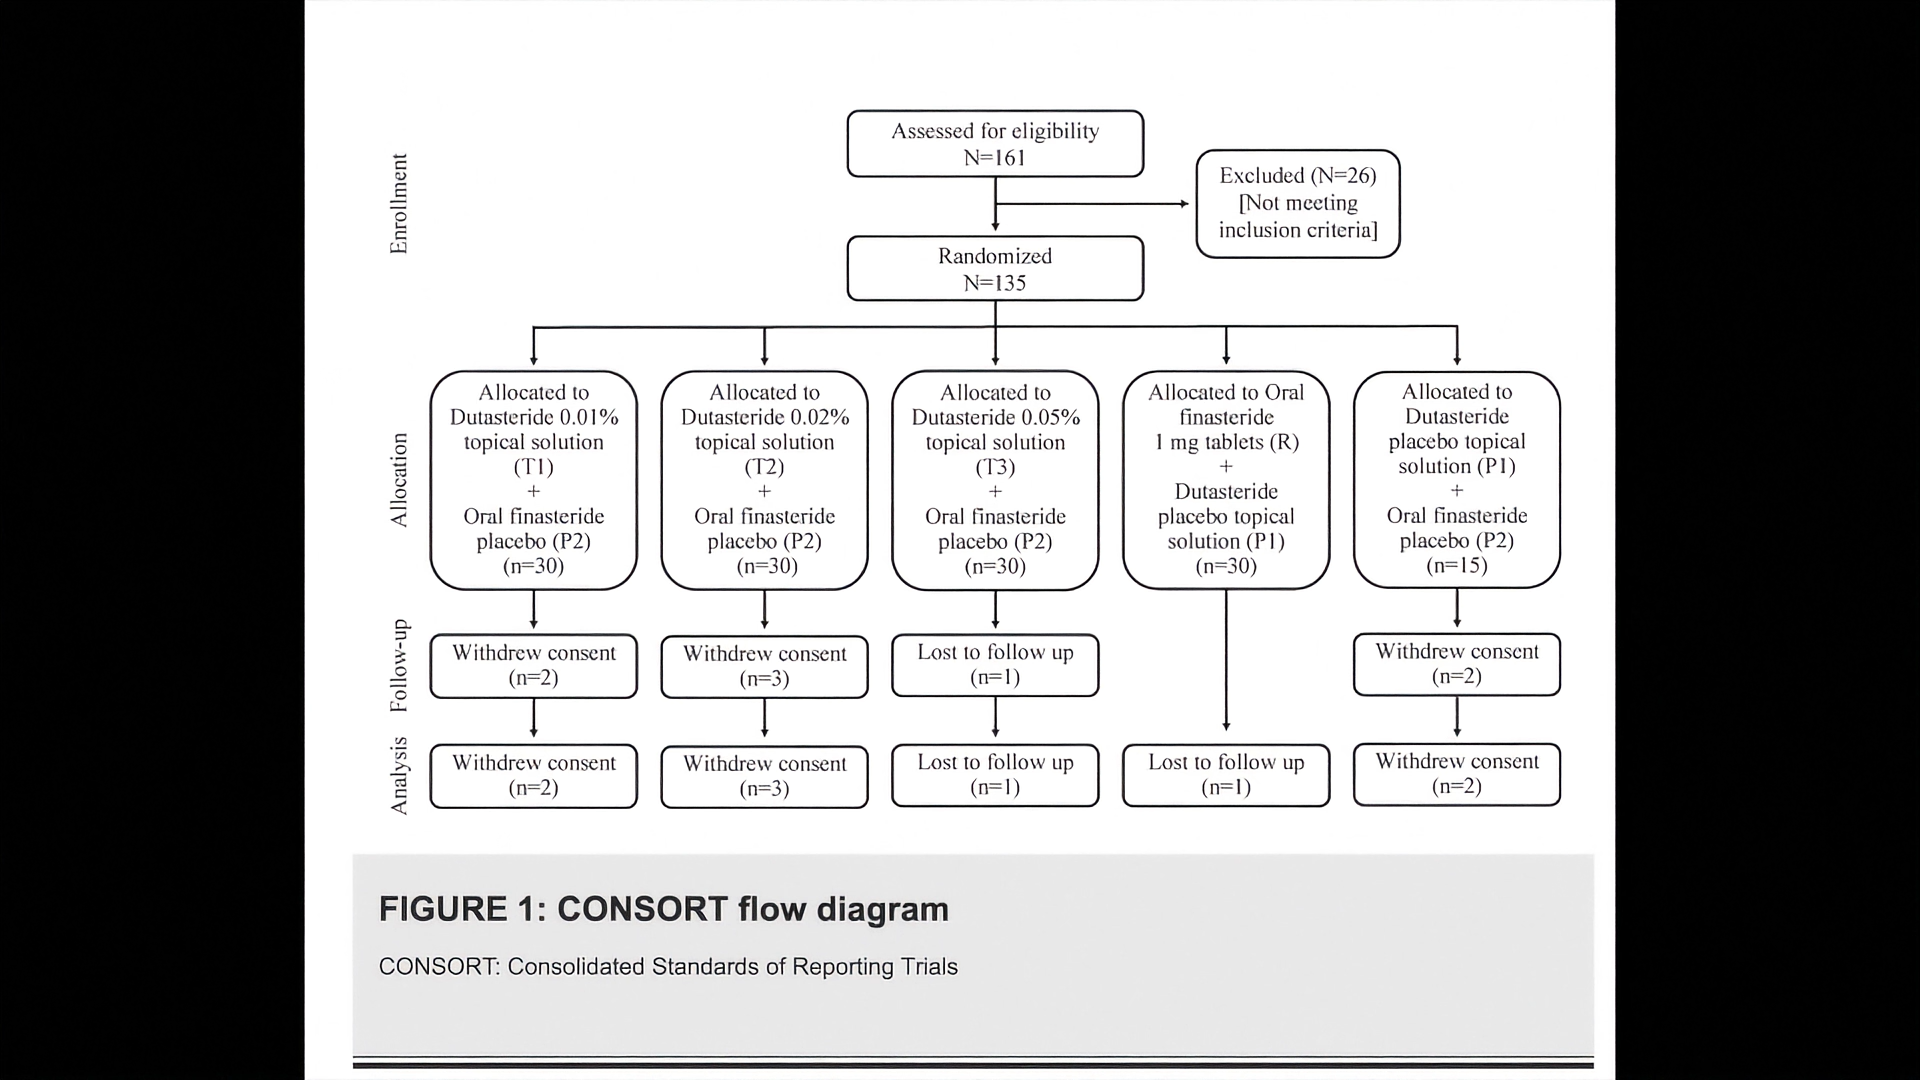 Enrollment
Assessed for eligibility
N=161
Excluded (N=26)
[Not meeting
inclusion criteria]
Randomized
N=135
Allocation
Allocated to
Dutasteride 0.01%
topical solution
(T1)
+
Oral finasteride
placebo (P2)
(n=30)
Allocated to
Dutasteride 0.02%
topical solution
(T2)
+
Oral finasteride
placebo (P2)
(n=30)
Allocated to
Dutasteride 0.05%
topical solution
(T3)
+
Oral finasteride
placebo (P2)
(n=30)
Allocated to Oral
finasteride
1 mg tablets (R)
+
Dutasteride
placebo topical
solution (P1)
(n=30)
Allocated to
Dutasteride
placebo topical
solution (P1)
+
Oral finasteride
placebo (P2)
(n=15)
Follow-up
Withdrew consent
(n=2)
Withdrew consent
(n=3)
Lost to follow up
(n=1)
Withdrew consent
(n=2)
Analysis
Withdrew consent
(n=2)
Withdrew consent
(n=3)
Lost to follow up
(n=1)
Lost to follow up
(n=1)
Withdrew consent
(n=2)
FIGURE 1: CONSORT flow diagram
CONSORT: Consolidated Standards of Reporting Trials